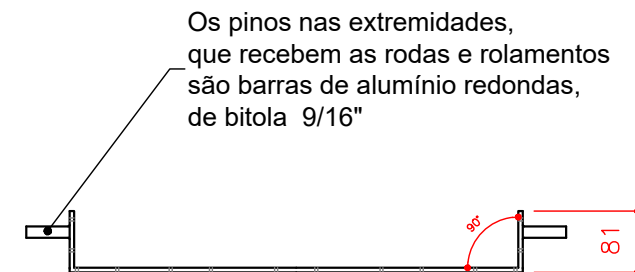 Os pinos nas extremidades,
que recebem as rodas e rolamentos
são barras de alumínio redondas,
de bitola 9/16"
90°
81